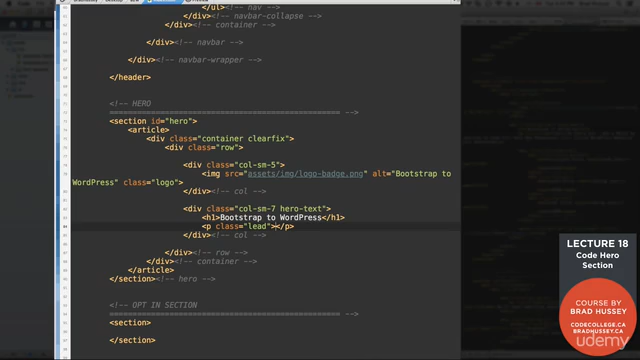 </ul><!-- nav -->
</div><!-- navbar-collapse -->
</div><!-- container -->
</div><!-- navbar -->
</div><!-- navbar-wrapper -->
</header>
<!-- HERO
================================================== -->
<section id="hero">
<article>
<div class="container clearfix">
<div class="row">
<div class="col-sm-5">
<img src="assets/img/logo-badge.png" alt="Bootstrap to
WordPress" class="logo">
</div><!-- col -->
<div class="col-sm-7 hero-text">
<h1>Bootstrap to WordPress</h1>
<p class="lead"></p>
</div><!-- col -->
</div><!-- row -->
</div><!-- container -->
</article>
</section><!-- hero -->
<!-- OPT IN SECTION
================================================== -->
<section>
</section>
LECTURE 18
Code Hero
Section
COURSE BY
BRAD HUSSEY
CODECOLLEGE.CA
BRADHUSSEY.CA
udemy